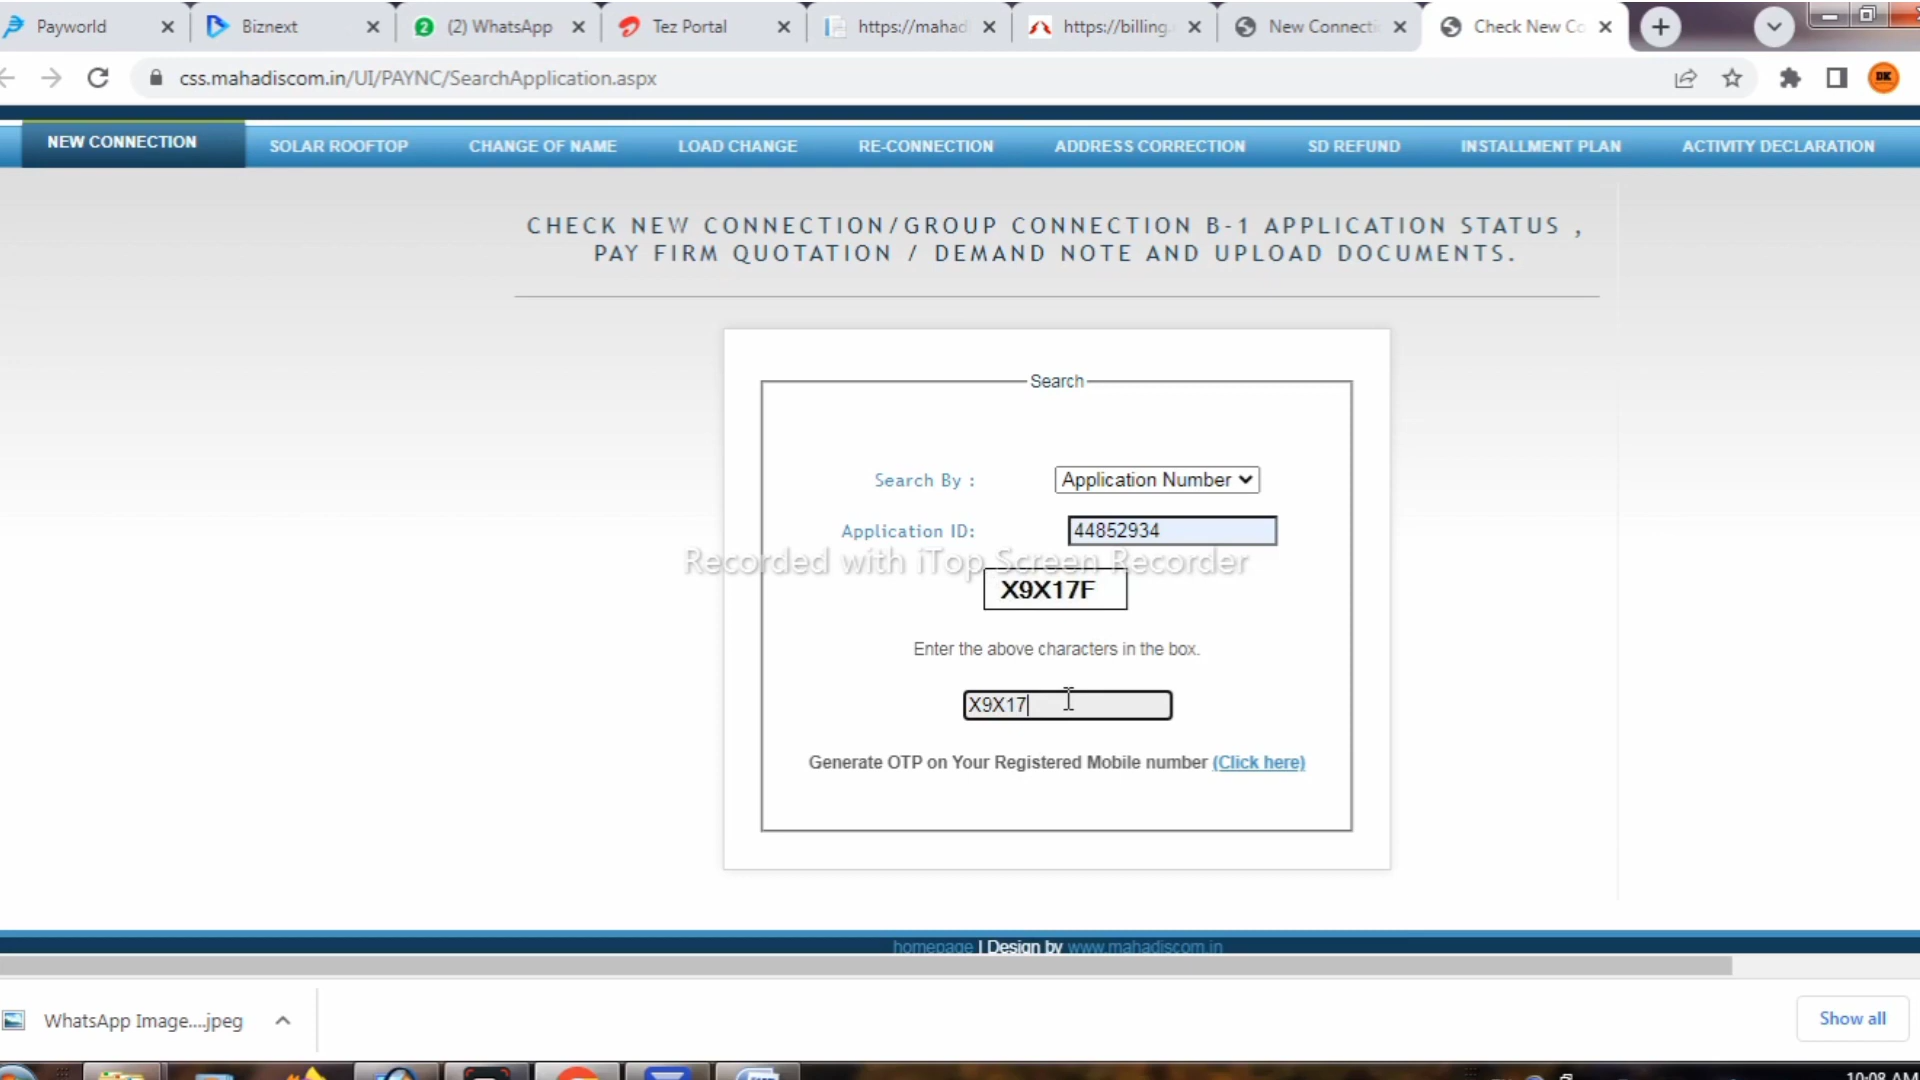 Payworld
Biznext
2
(2) WhatsApp
Tez Portal
https://mahad
https://billing.
New Connecti
Check New Co
css.mahadiscom.in/UI/PAYNC/SearchApplication.aspx
DK
NEW CONNECTION
SOLAR ROOFTOP
CHANGE OF NAME
LOAD CHANGE
RE-CONNECTION
ADDRESS CORRECTION
SD REFUND
INSTALLMENT PLAN
ACTIVITY DECLARATION
CHECK NEW CONNECTION/GROUP CONNECTION B-1 APPLICATION STATUS ,
PAY FIRM QUOTATION / DEMAND NOTE AND UPLOAD DOCUMENTS.
Search
Search By : Application Number
Application ID: 44852934
Recorded with iTop Screen Recorder
X9X17F
Enter the above characters in the box.
X9X17
Generate OTP on Your Registered Mobile number (Click here)
homepage | Design by www.mahadiscom.in
WhatsApp Image....jpeg
Show all
10:08 AM